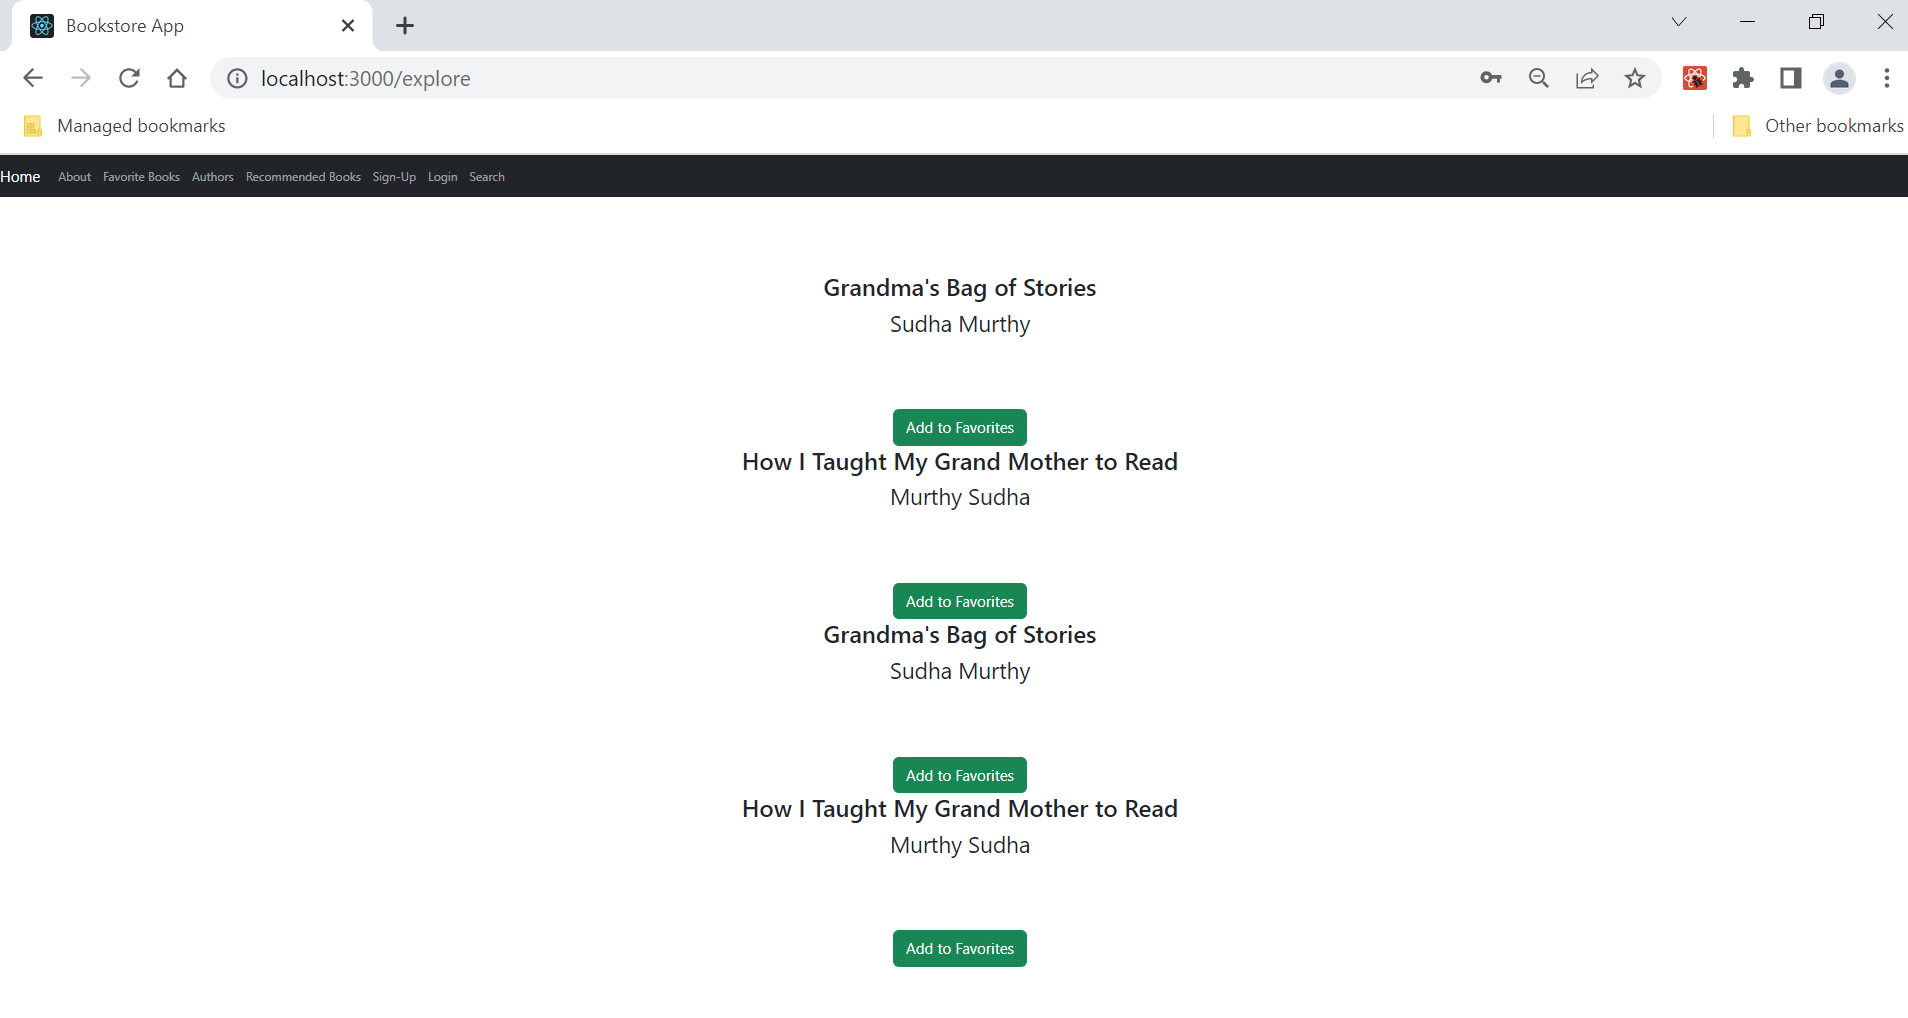 Bookstore App
localhost:3000/explore
Managed bookmarks
Other bookmarks
Home About Favorite Books Authors Recommended Books Sign-Up Login Search
Grandma's Bag of Stories
Sudha Murthy
Add to Favorites
How I Taught My Grand Mother to Read
Murthy Sudha
Add to Favorites
Grandma's Bag of Stories
Sudha Murthy
Add to Favorites
How I Taught My Grand Mother to Read
Murthy Sudha
Add to Favorites